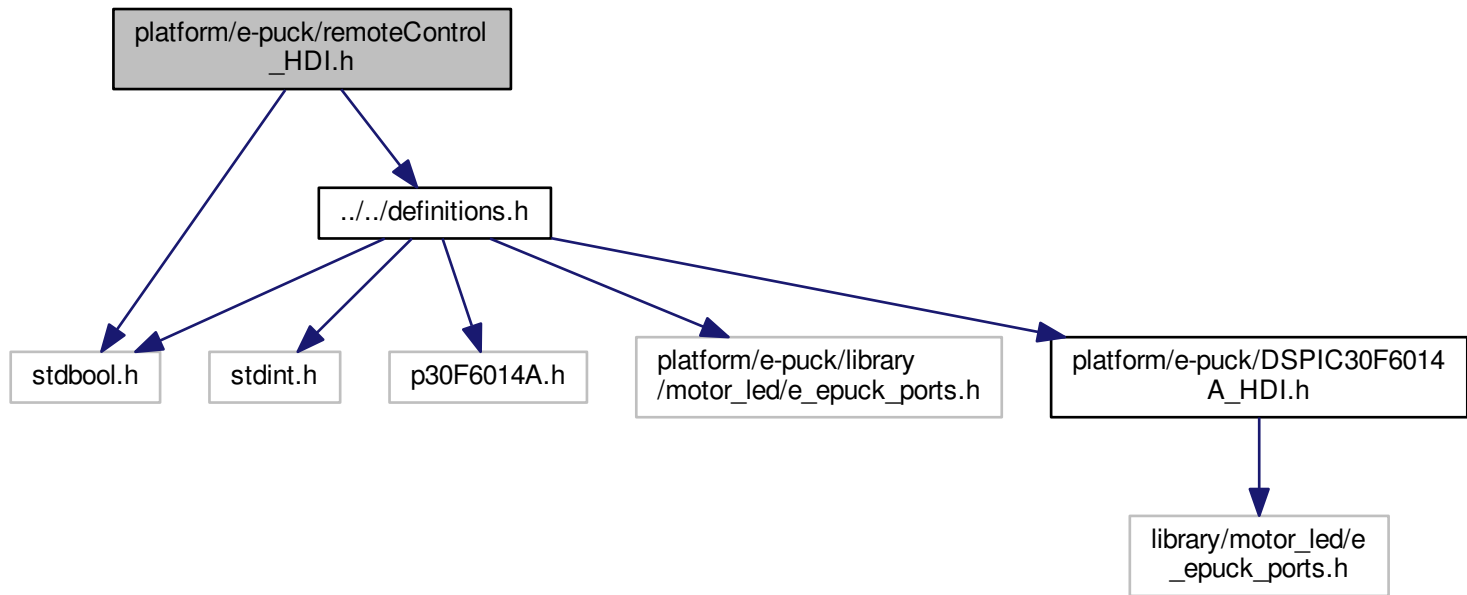 platform/e-puck/remoteControl
_HDI.h
../../definitions.h
stdbool.h
stdint.h
p30F6014A.h
platform/e-puck/library
/motor_led/e_epuck_ports.h
platform/e-puck/DSPIC30F6014
A_HDI.h
library/motor_led/e
_epuck_ports.h